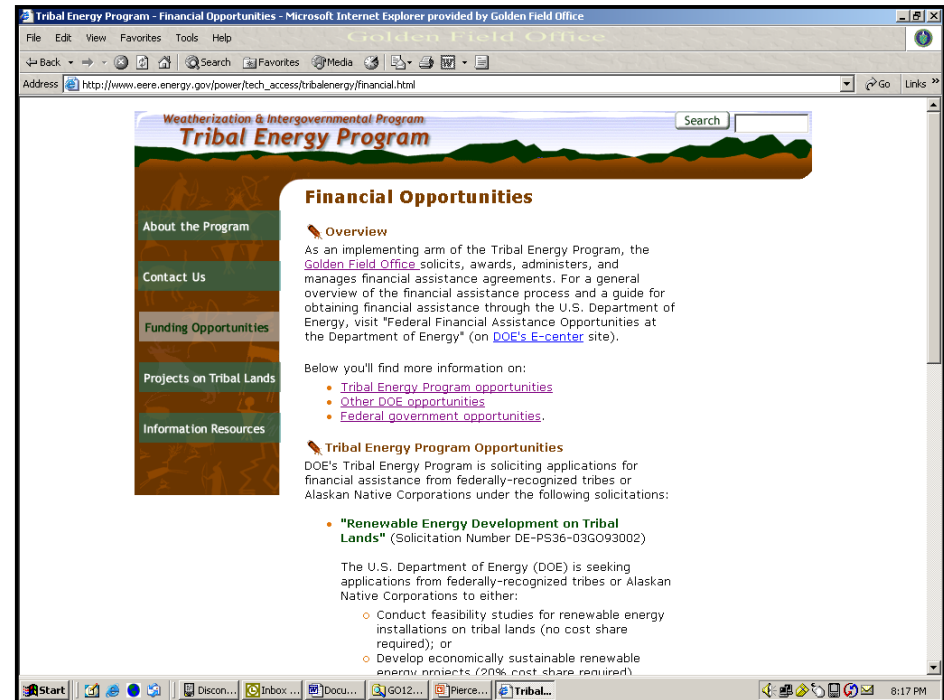 Tribal Energy Program - Financial Opportunities - Microsoft Internet Explorer provided by Golden Field Office
File Edit View Favorites Tools Help
Golden Field Office
Back Search Favorites Media
Address http://www.eere.energy.gov/power/tech_access/tribalenergy/financial.html Go Links »
Weatherization & Intergovernmental Program
Tribal Energy Program
Search
About the Program
Contact Us
Funding Opportunities
Projects on Tribal Lands
Information Resources
Financial Opportunities
Overview
As an implementing arm of the Tribal Energy Program, the
Golden Field Office solicits, awards, administers, and
manages financial assistance agreements. For a general
overview of the financial assistance process and a guide for
obtaining financial assistance through the U.S. Department of
Energy, visit "Federal Financial Assistance Opportunities at
the Department of Energy" (on DOE's E-center site).
Below you'll find more information on:
• Tribal Energy Program opportunities
• Other DOE opportunities
• Federal government opportunities.
Tribal Energy Program Opportunities
DOE's Tribal Energy Program is soliciting applications for
financial assistance from federally-recognized tribes or
Alaskan Native Corporations under the following solicitations:
• "Renewable Energy Development on Tribal
Lands" (Solicitation Number DE-PS36-03GO93002)
The U.S. Department of Energy (DOE) is seeking
applications from federally-recognized tribes or Alaskan
Native Corporations to either:
Conduct feasibility studies for renewable energy
installations on tribal lands (no cost share
required); or
Develop economically sustainable renewable
energy projects (20% cost share required)
Start Discon... Inbox ... Docu... GO12... Pierce... Tribal... 8:17 PM